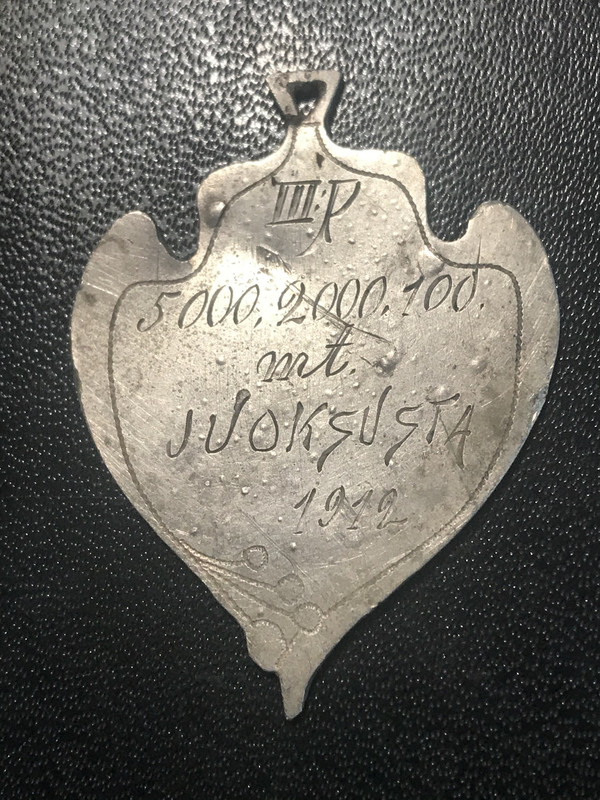 III:P
5000, 2000, 100.
mt.
JUOKSUSTA
1912